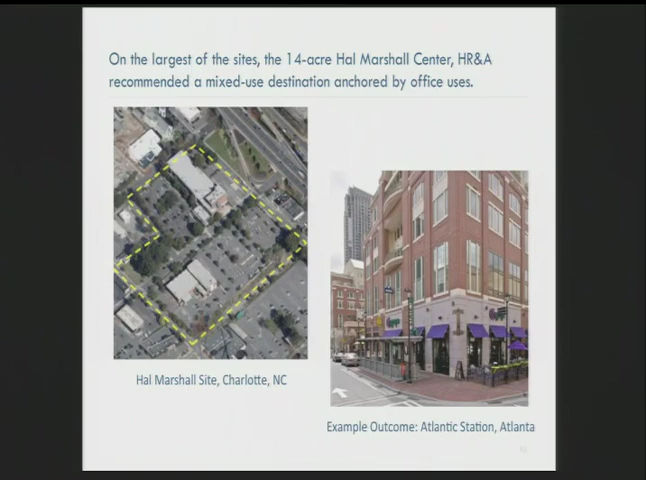 On the largest of the sites, the 14-acre Hal Marshall Center, HR&A
recommended a mixed-use destination anchored by office uses.
Hal Marshall Site, Charlotte, NC
Example Outcome: Atlantic Station, Atlanta